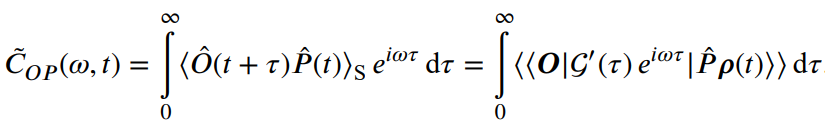 C̃_{OP}(ω, t) = ∫_0^∞ ⟨Ô(t + τ)P̂(t)⟩_S e^{iωτ} dτ = ∫_0^∞ ⟨⟨O|𝒢′(τ) e^{iωτ}|P̂ρ(t)⟩⟩ dτ